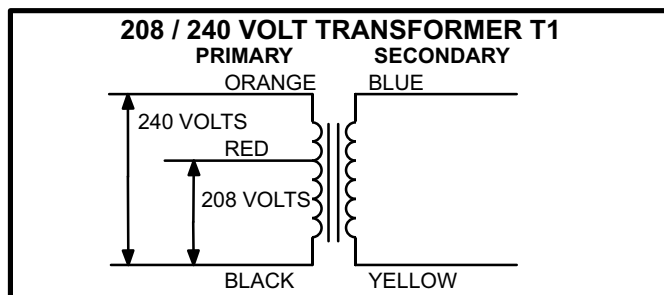 208 / 240 VOLT TRANSFORMER T1
PRIMARY SECONDARY
ORANGE BLUE
240 VOLTS
RED
208 VOLTS
BLACK YELLOW